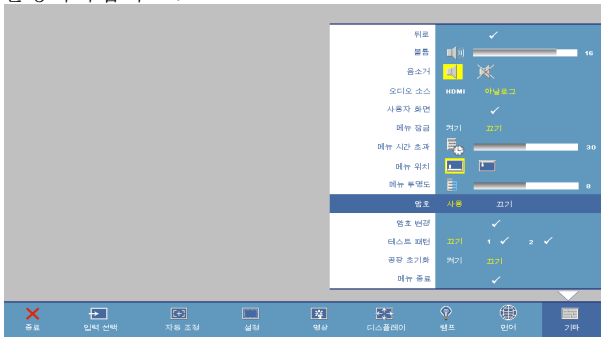 뒤로
볼륨 16
음소거
오디오 소스 HDMI 아날로그
사용자 화면
메뉴 잠금 켜기 끄기
메뉴 시간 초과 30
메뉴 위치
메뉴 투명도 0
암호 사용 끄기
암호 변경
테스트 패턴 끄기 1 2
공장 초기화 켜기 끄기
메뉴 종료
종료 입력 선택 자동 조정 설정 영상 디스플레이 램프 언어 기타